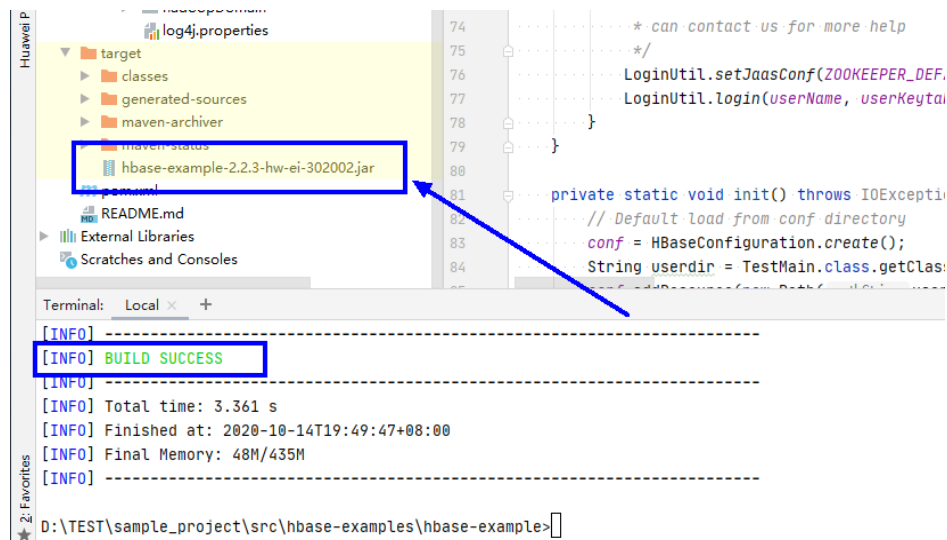 Huawei P
log4j.properties
target
classes
generated-sources
maven-archiver
maven-status
hbase-example-2.2.3-hw-ei-302002.jar
pom.xml
README.md
External Libraries
Scratches and Consoles
74 * can contact us for more help
75 */
76 LoginUtil.setJaasConf(ZOOKEEPER_DEF
77 LoginUtil.login(userName, userKeyta
78 }
79 }
80
81 private static void init() throws IOExcepti
82 // Default load from conf directory
83 conf = HBaseConfiguration.create();
84 String userdir = TestMain.class.getClas
Terminal: Local × +
[INFO] ------------------------------------------------------------------------
[INFO] BUILD SUCCESS
[INFO] ------------------------------------------------------------------------
[INFO] Total time: 3.361 s
[INFO] Finished at: 2020-10-14T19:49:47+08:00
[INFO] Final Memory: 48M/435M
[INFO] ------------------------------------------------------------------------
2: Favorites
D:\TEST\sample_project\src\hbase-examples\hbase-example>